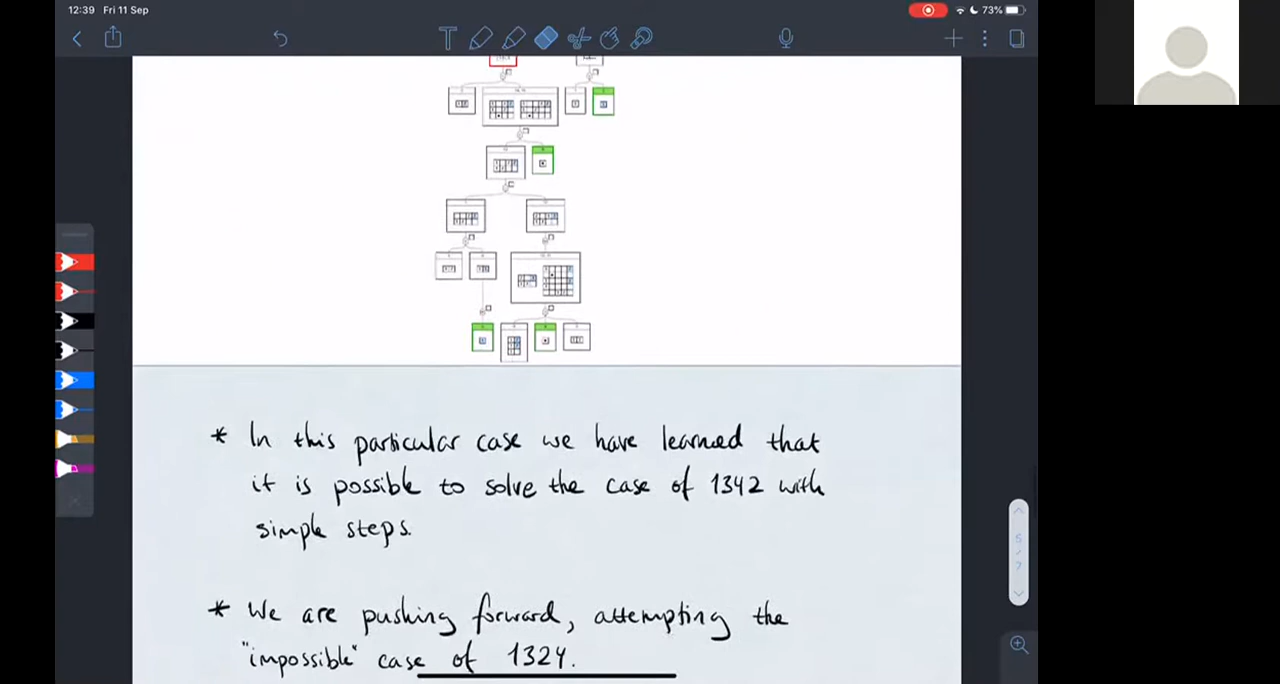 12:39 Fri 11 Sep
73%
* In this particular case we have learned that
it is possible to solve the case of 1342 with
simple steps.
* We are pushing forward, attempting the
"impossible" case of 1324.